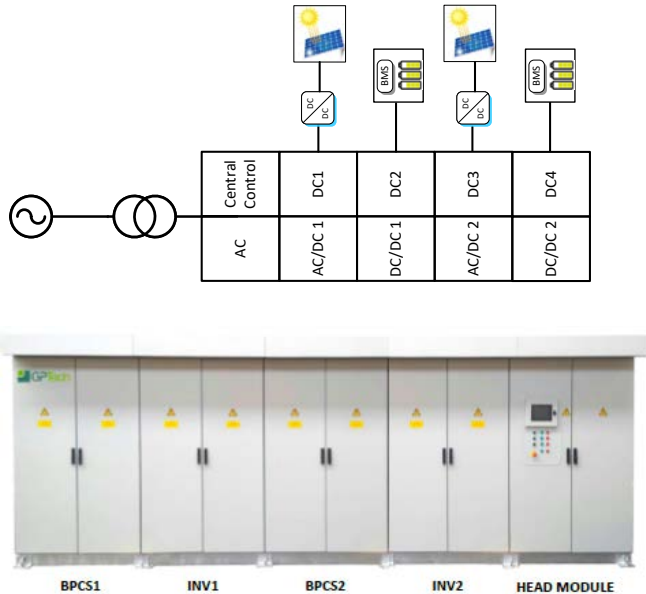 BMS
BMS
DC
DC
DC
DC
Central
Control
DC1
DC2
DC3
DC4
AC
AC/DC 1
DC/DC 1
AC/DC 2
DC/DC 2
GPTech
BPCS1
INV1
BPCS2
INV2
HEAD MODULE